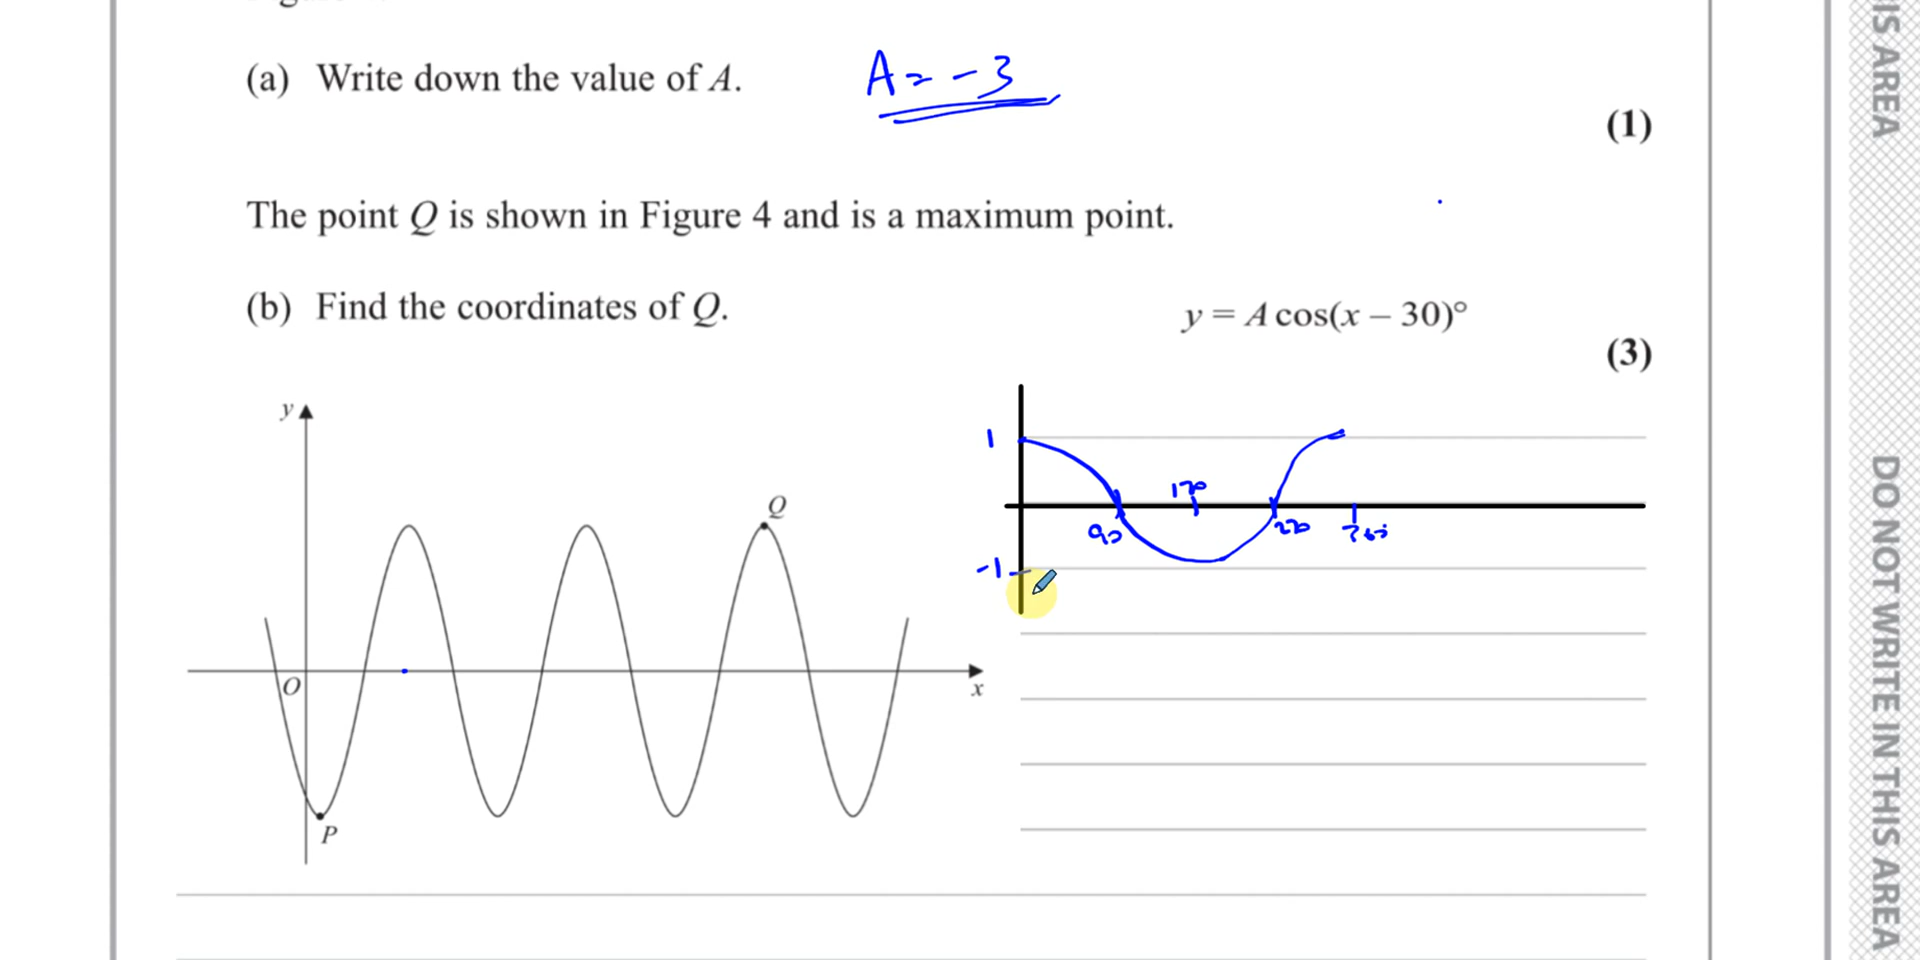 (a) Write down the value of A.
A = -3
(1)
The point Q is shown in Figure 4 and is a maximum point.
(b) Find the coordinates of Q.
y = A cos(x – 30)°
(3)
y
Q
O
x
P
1
-1
90
270
360
IS AREA
DO NOT WRITE IN THIS AREA